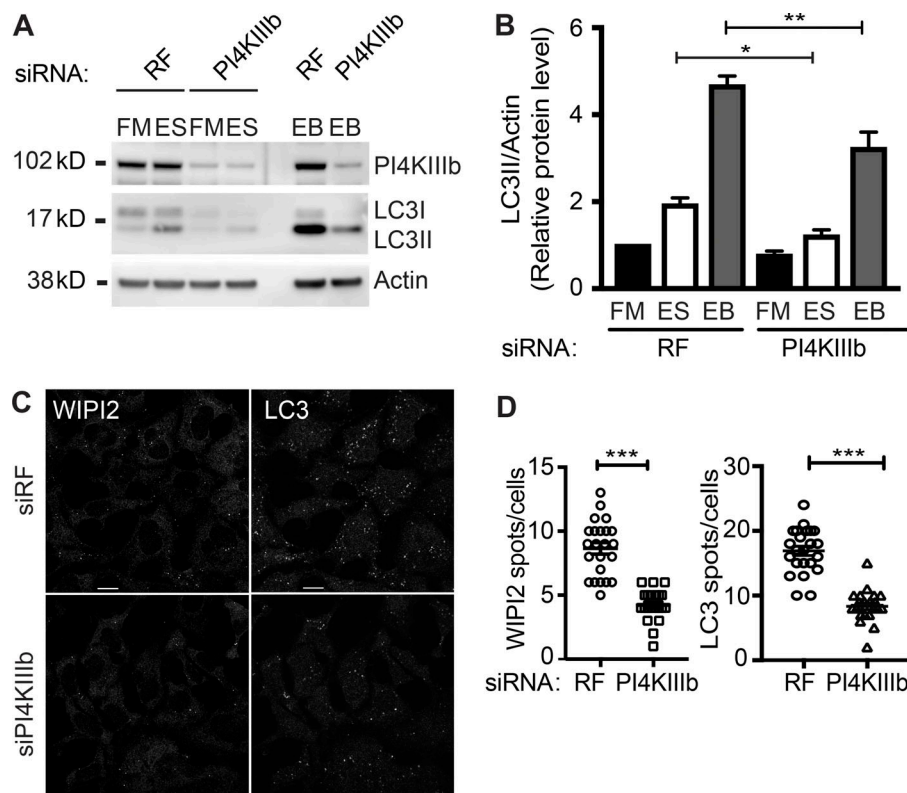 A
siRNA: RF PI4KIIIb RF PI4KIIIb
FM ES FM ES EB EB
102 kD PI4KIIIb
17 kD LC3I
LC3II
38 kD Actin
B
LC3II/Actin
(Relative protein level)
6
4
2
0
* **
FM ES EB FM ES EB
siRNA: RF PI4KIIIb
C
WIPI2 LC3
siRF
siPI4KIIIb
D
WIPI2 spots/cells
15
10
5
0
***
siRNA: RF PI4KIIIb
LC3 spots/cells
30
20
10
0
***
RF PI4KIIIb